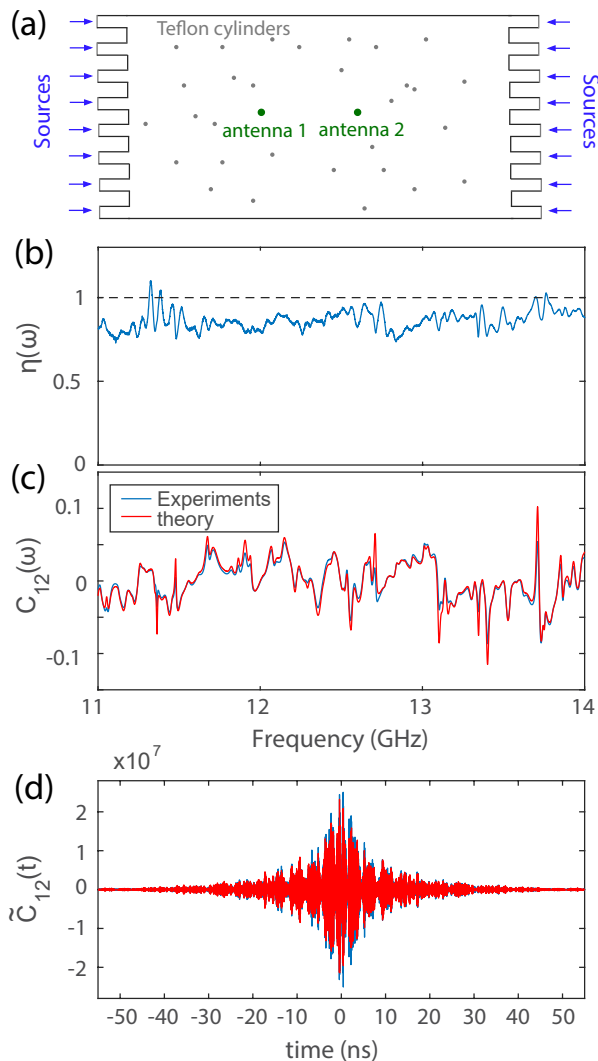 (a)
Teflon cylinders
Sources
antenna 1
antenna 2
Sources
(b)
1
0.5
0
η(ω)
(c)
Experiments
theory
0.1
0
-0.1
C12(ω)
11
12
13
14
Frequency (GHz)
x10^7
(d)
2
1
0
-1
-2
C̃12(t)
-50 -40 -30 -20 -10 0 10 20 30 40 50
time (ns)